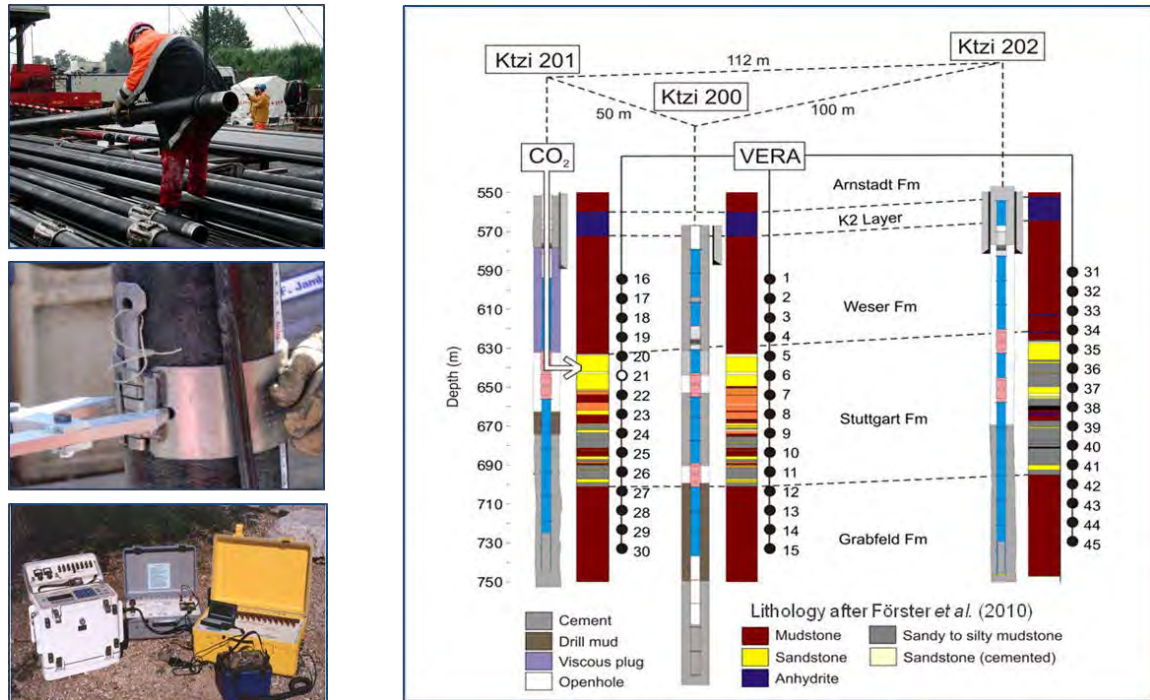 F. Jamb
Ktzi 201
Ktzi 202
112 m
Ktzi 200
50 m
100 m
CO₂
VERA
Depth (m)
550
570
590
610
630
650
670
690
710
730
750
Arnstadt Fm
K2 Layer
Weser Fm
Stuttgart Fm
Grabfeld Fm
16
17
18
19
20
21
22
23
24
25
26
27
28
29
30
1
2
3
4
5
6
7
8
9
10
11
12
13
14
15
31
32
33
34
35
36
37
38
39
40
41
42
43
44
45
Cement
Drill mud
Viscous plug
Openhole
Lithology after Förster et al. (2010)
Mudstone
Sandstone
Anhydrite
Sandy to silty mudstone
Sandstone (cemented)